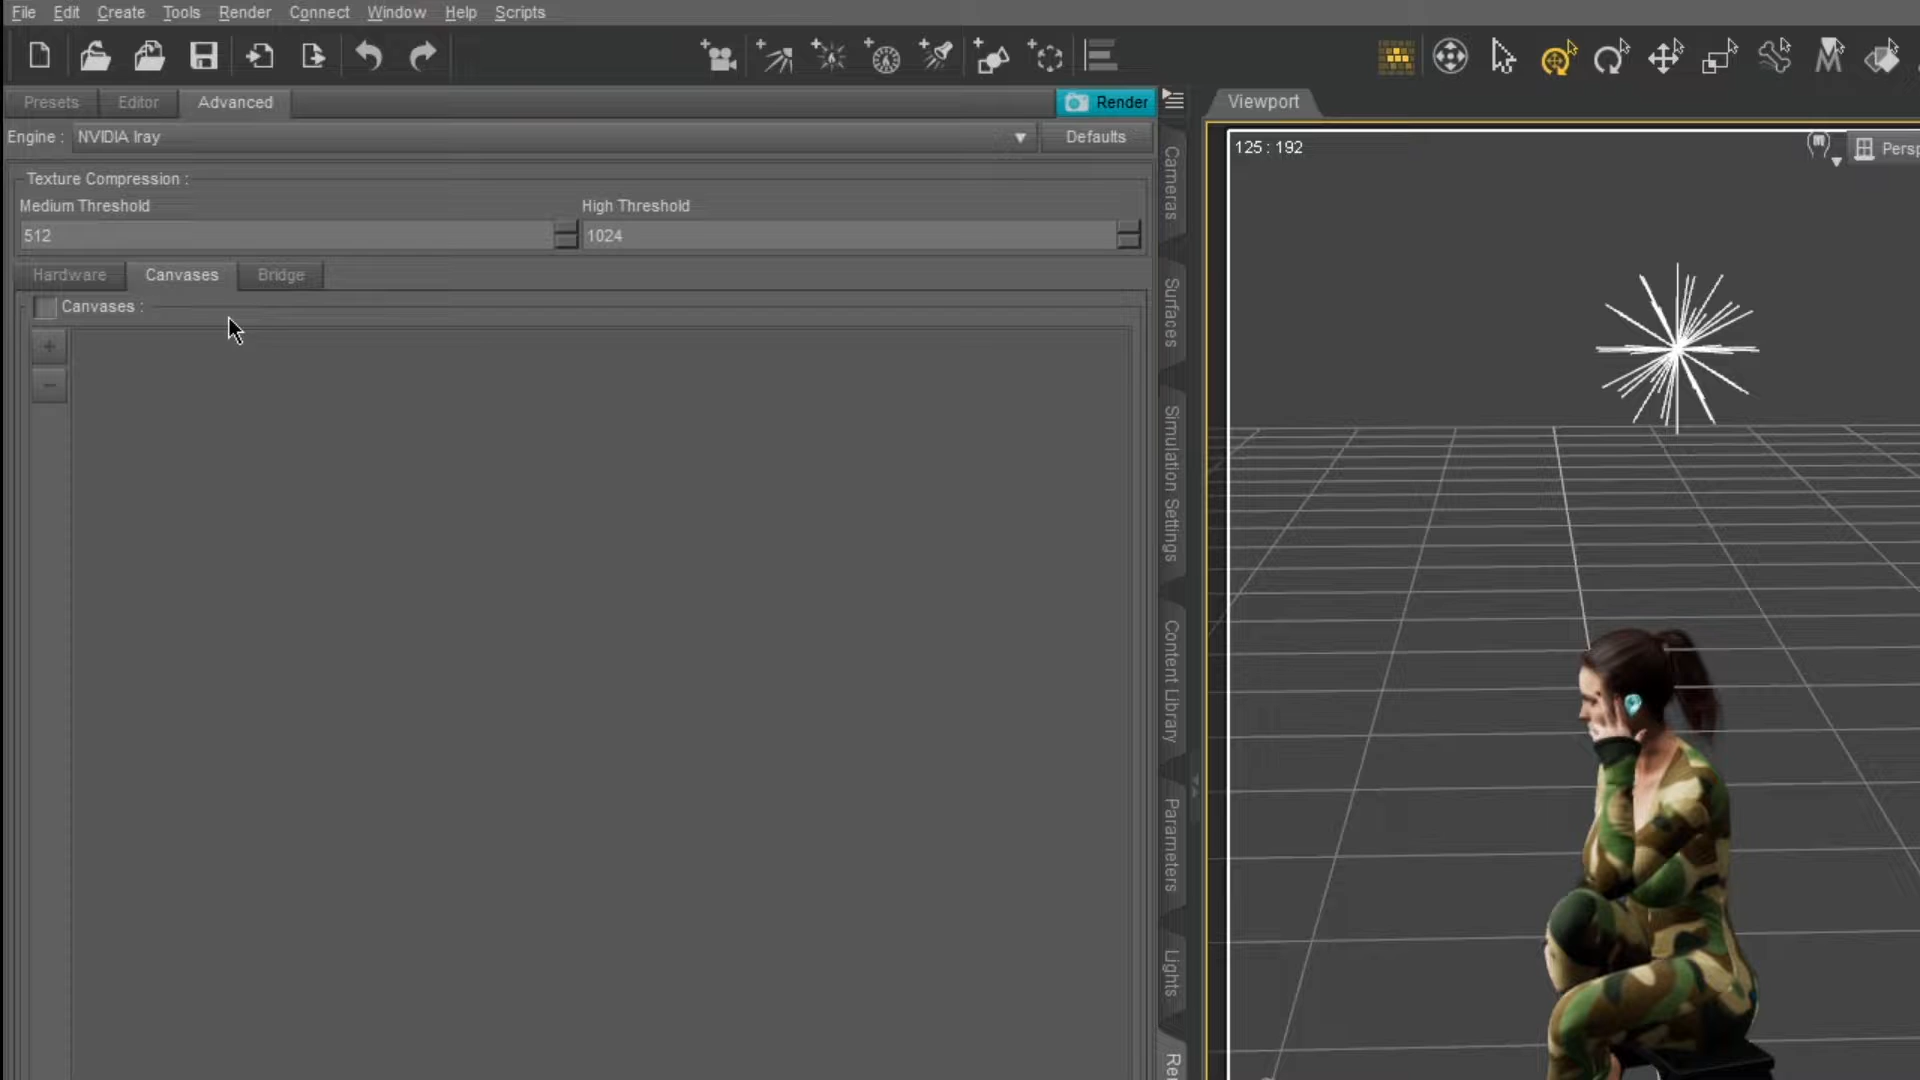 File Edit Create Tools Render Connect Window Help Scripts
Presets Editor Advanced Render Viewport
Engine : NVIDIA Iray Defaults
125 : 192
Texture Compression :
Medium Threshold High Threshold
512 1024
Hardware Canvases Bridge
Canvases :
Cameras
Surfaces
Simulation Settings
Content Library
Parameters
Lights